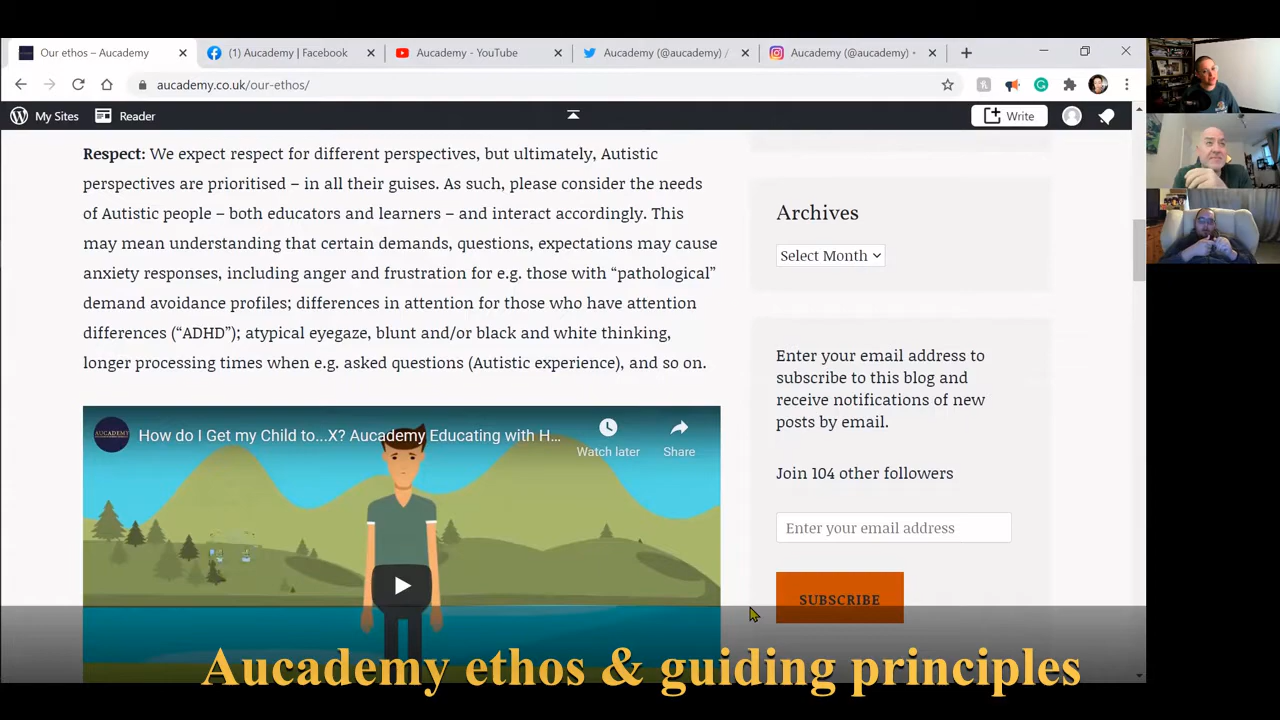 Our ethos – Aucademy
(1) Aucademy | Facebook
Aucademy - YouTube
Aucademy (@aucademy) /
Aucademy (@aucademy) •
aucademy.co.uk/our-ethos/
My Sites
Reader
Write
Respect: We expect respect for different perspectives, but ultimately, Autistic
perspectives are prioritised – in all their guises. As such, please consider the needs
of Autistic people – both educators and learners – and interact accordingly. This
may mean understanding that certain demands, questions, expectations may cause
anxiety responses, including anger and frustration for e.g. those with “pathological”
demand avoidance profiles; differences in attention for those who have attention
differences (“ADHD”); atypical eyegaze, blunt and/or black and white thinking,
longer processing times when e.g. asked questions (Autistic experience), and so on.
AUCADEMY
How do I Get my Child to...X? Aucademy Educating with H...
Watch later
Share
Archives
Select Month
Enter your email address to
subscribe to this blog and
receive notifications of new
posts by email.
Join 104 other followers
Enter your email address
SUBSCRIBE
Aucademy ethos & guiding principles